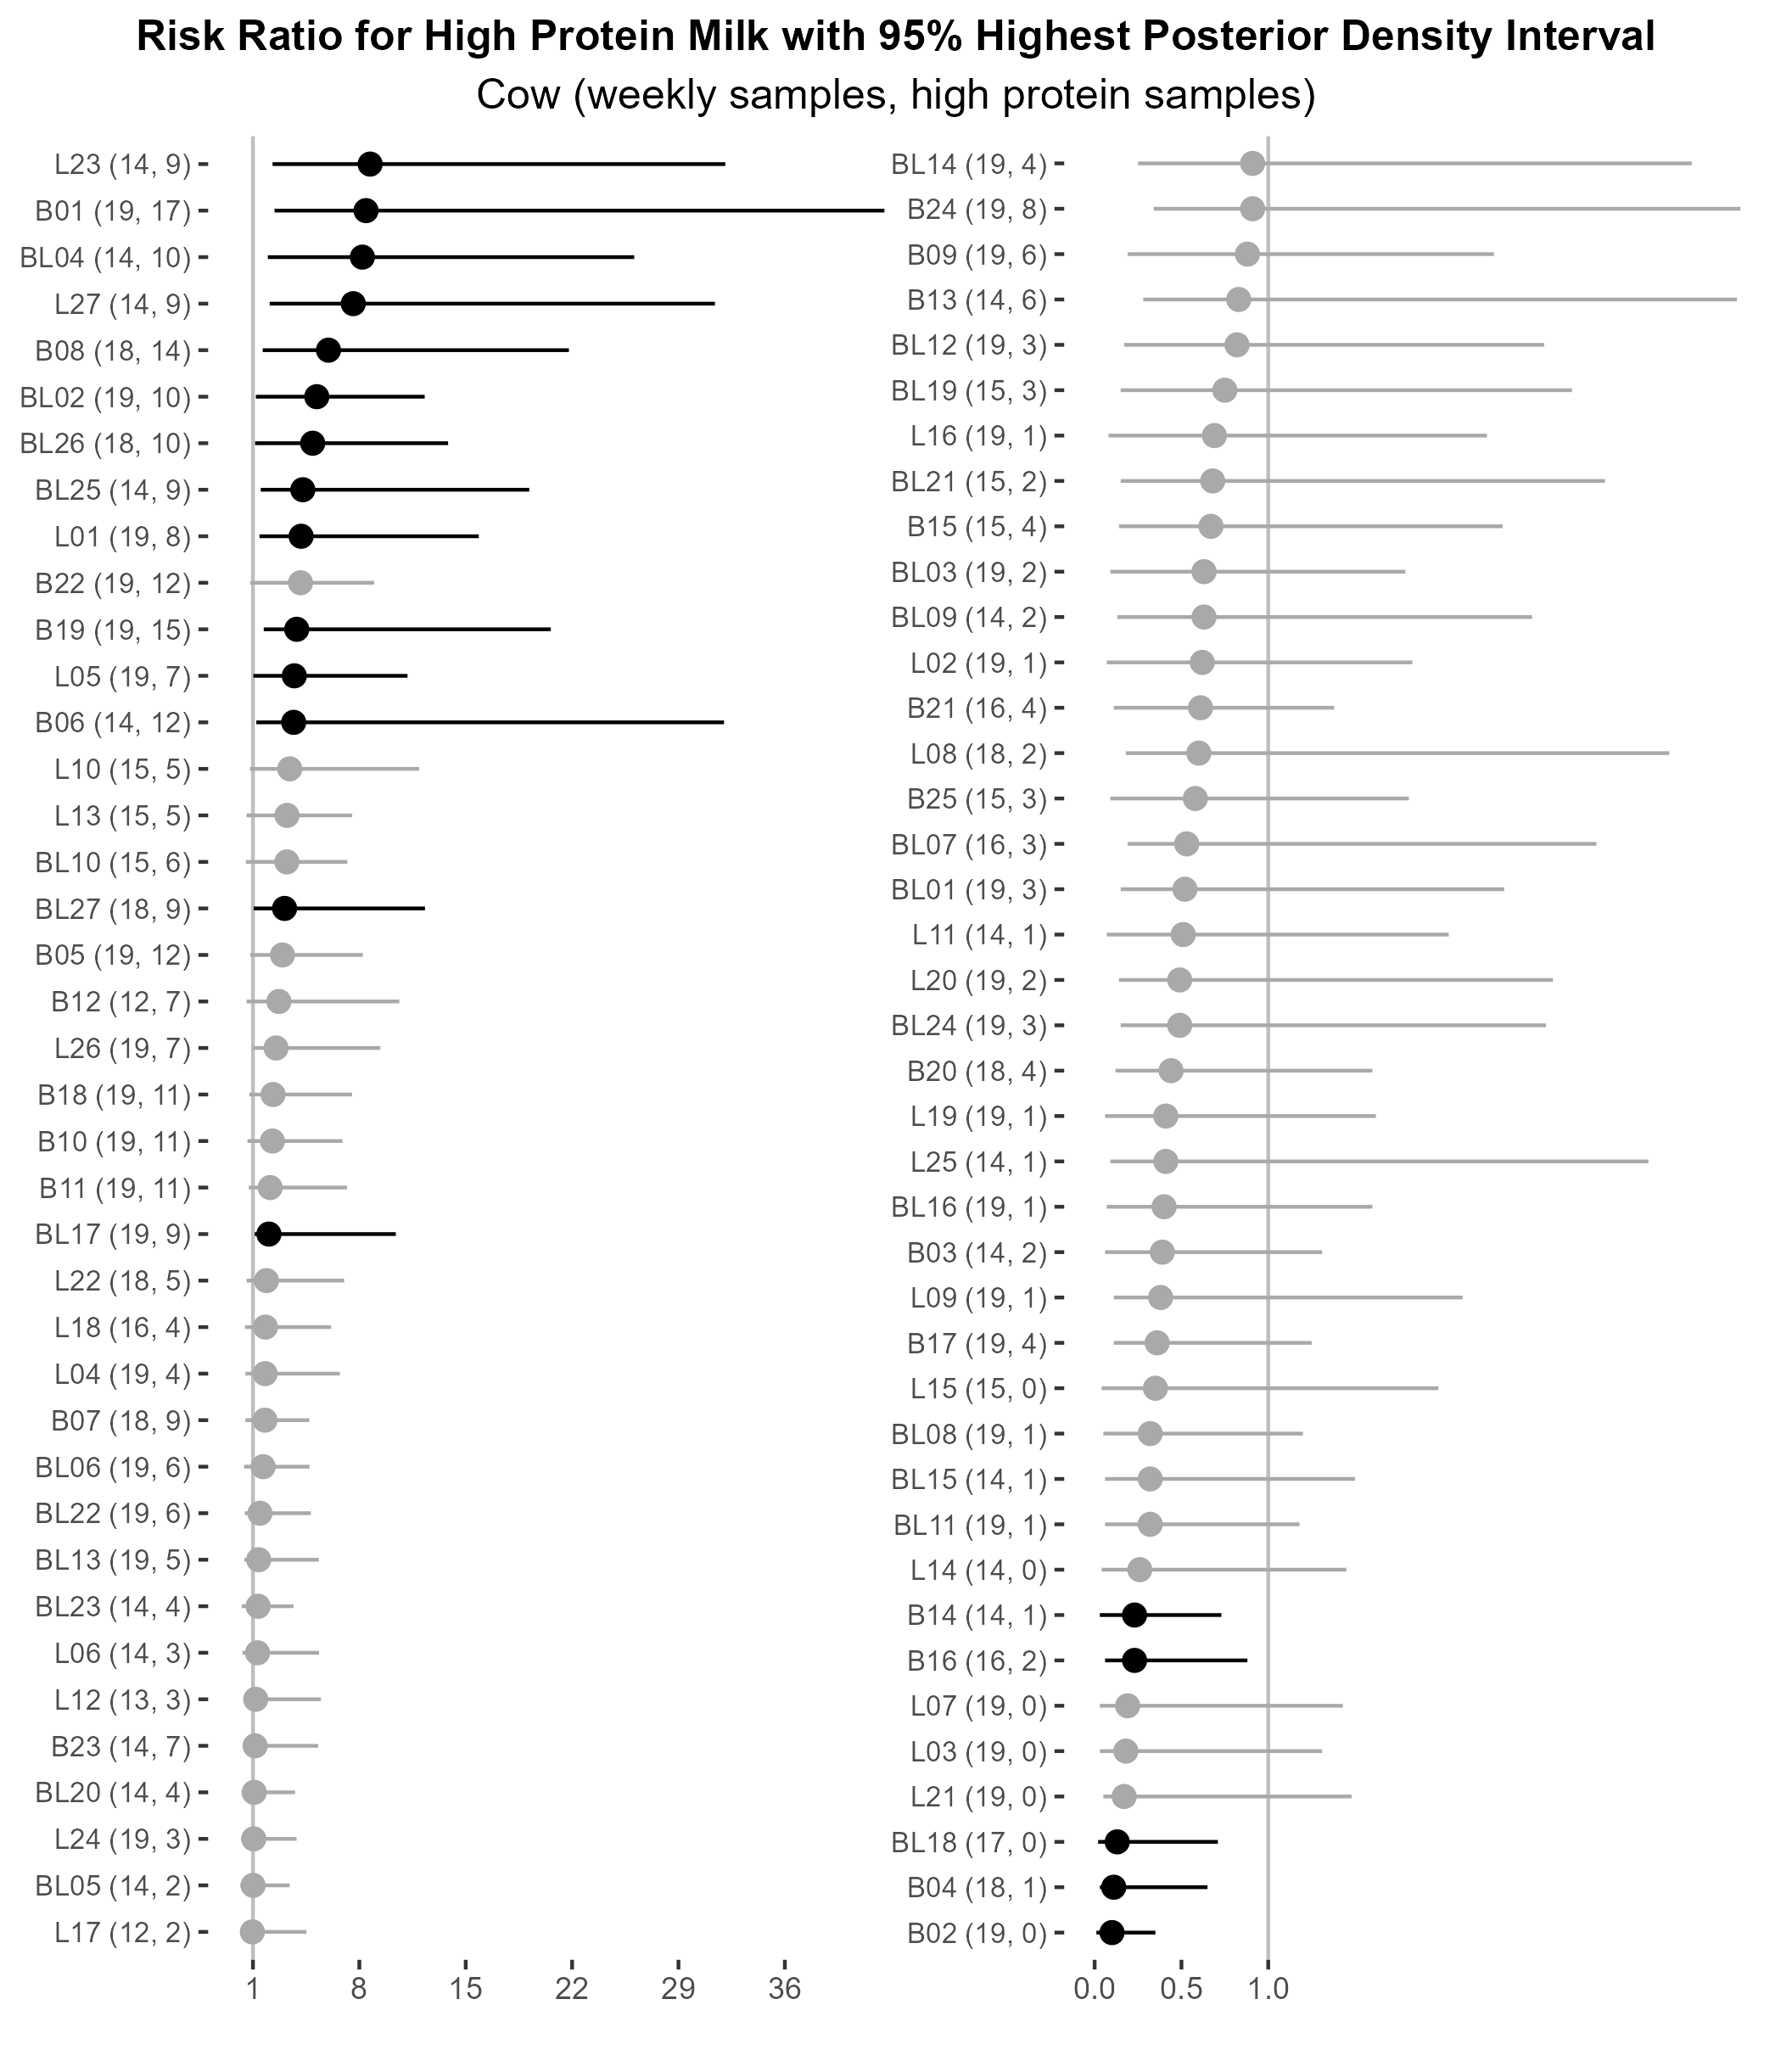 Risk Ratio for High Protein Milk with 95% Highest Posterior Density Interval
Cow (weekly samples, high protein samples)
L23 (14, 9)
B01 (19, 17)
BL04 (14, 10)
L27 (14, 9)
B08 (18, 14)
BL02 (19, 10)
BL26 (18, 10)
BL25 (14, 9)
L01 (19, 8)
B22 (19, 12)
B19 (19, 15)
L05 (19, 7)
B06 (14, 12)
L10 (15, 5)
L13 (15, 5)
BL10 (15, 6)
BL27 (18, 9)
B05 (19, 12)
B12 (12, 7)
L26 (19, 7)
B18 (19, 11)
B10 (19, 11)
B11 (19, 11)
BL17 (19, 9)
L22 (18, 5)
L18 (16, 4)
L04 (19, 4)
B07 (18, 9)
BL06 (19, 6)
BL22 (19, 6)
BL13 (19, 5)
BL23 (14, 4)
L06 (14, 3)
L12 (13, 3)
B23 (14, 7)
BL20 (14, 4)
L24 (19, 3)
BL05 (14, 2)
L17 (12, 2)
1 8 15 22 29 36
BL14 (19, 4)
B24 (19, 8)
B09 (19, 6)
B13 (14, 6)
BL12 (19, 3)
BL19 (15, 3)
L16 (19, 1)
BL21 (15, 2)
B15 (15, 4)
BL03 (19, 2)
BL09 (14, 2)
L02 (19, 1)
B21 (16, 4)
L08 (18, 2)
B25 (15, 3)
BL07 (16, 3)
BL01 (19, 3)
L11 (14, 1)
L20 (19, 2)
BL24 (19, 3)
B20 (18, 4)
L19 (19, 1)
L25 (14, 1)
BL16 (19, 1)
B03 (14, 2)
L09 (19, 1)
B17 (19, 4)
L15 (15, 0)
BL08 (19, 1)
BL15 (14, 1)
BL11 (19, 1)
L14 (14, 0)
B14 (14, 1)
B16 (16, 2)
L07 (19, 0)
L03 (19, 0)
L21 (19, 0)
BL18 (17, 0)
B04 (18, 1)
B02 (19, 0)
0.0 0.5 1.0